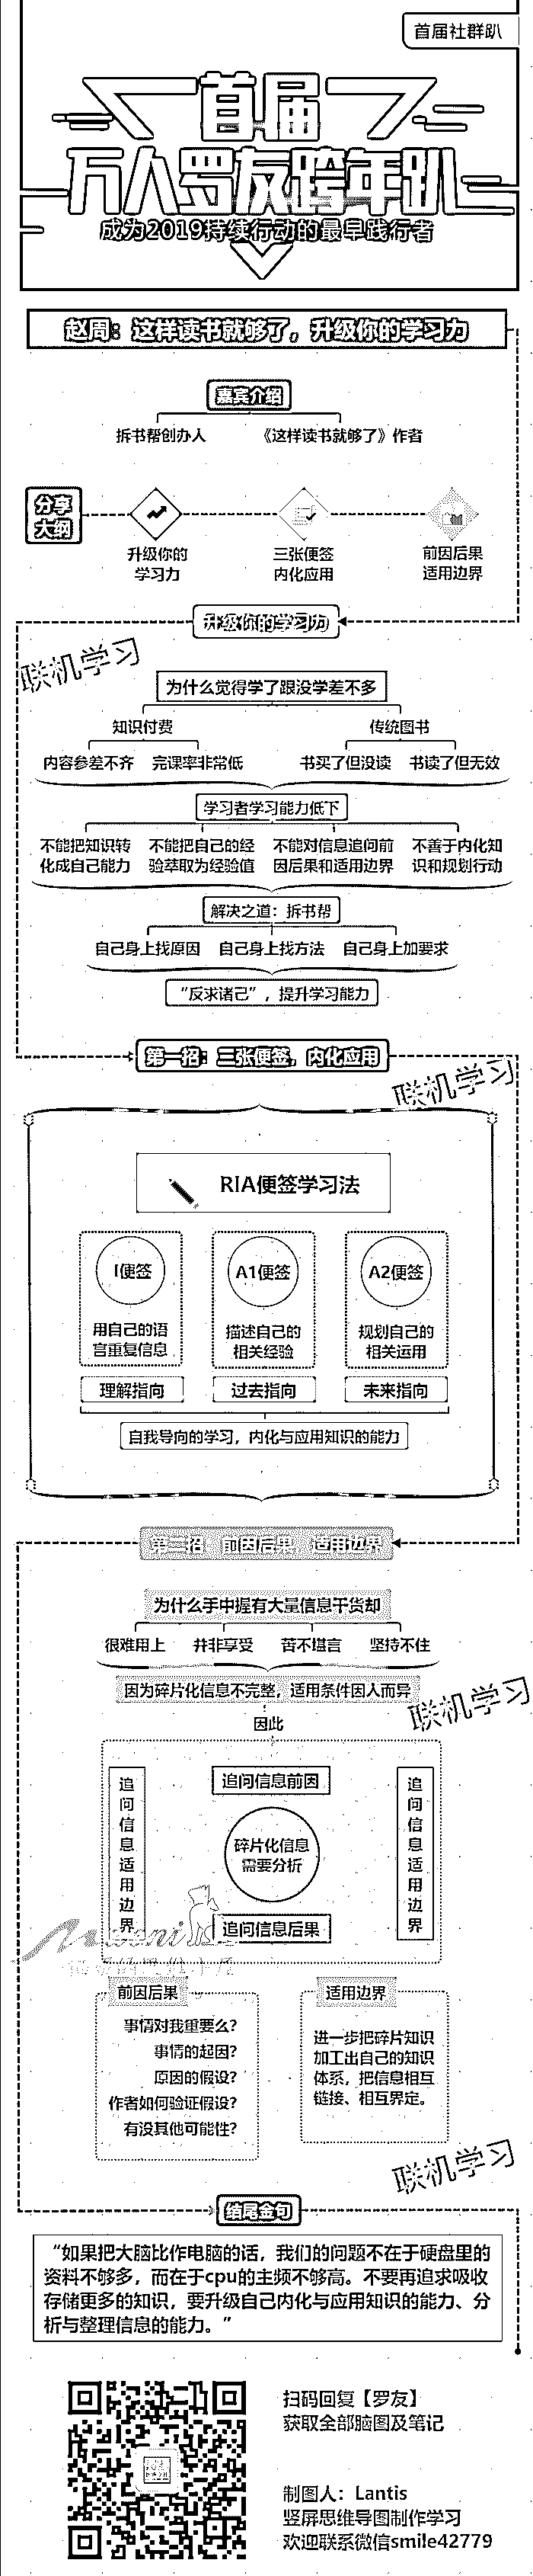 首届社群趴
首届
万人罗友跨年趴
成为2019持续行动的最早践行者
赵周：这样读书就够了，升级你的学习力
嘉宾介绍
拆书帮创办人
《这样读书就够了》作者
分享
大纲
升级你的
学习力
三张便签
内化应用
前因后果
适用边界
升级你的学习力
联机学习
为什么觉得学了跟没学差不多
知识付费
传统图书
内容参差不齐
完课率非常低
书买了但没读
书读了但无效
学习者学习能力低下
不能把知识转
化成自己能力
不能把自己的经
验萃取为经验值
不能对信息追问前
因后果和适用边界
不善于内化知
识和规划行动
解决之道：拆书帮
自己身上找原因
自己身上找方法
自己身上加要求
“反求诸己”，提升学习能力
第一招：三张便签，内化应用
联机学习
RIA便签学习法
I便签
A1便签
A2便签
用自己的语
言重复信息
描述自己的
相关经验
规划自己的
相关运用
理解指向
过去指向
未来指向
自我导向的学习，内化与应用知识的能力
第二招：前因后果 适用边界
为什么手中握有大量信息干货却
很难用上
并非享受
苦不堪言
坚持不住
因为碎片化信息不完整，适用条件因人而异
联机学习
因此
追问信息适用边界
追问信息前因
追问信息适用边界
碎片化信息
需要分析
追问信息后果
前因后果
事情对我重要么？
事情的起因？
原因的假设？
作者如何验证假设？
有没其他可能性？
适用边界
进一步把碎片知识
加工出自己的知识
体系，把信息相互
链接、相互界定。
联机学习
结尾金句
“如果把大脑比作电脑的话，我们的问题不在于硬盘里的
资料不够多，而在于cpu的主频不够高。不要再追求吸收
存储更多的知识，要升级自己内化与应用知识的能力、分
析与整理信息的能力。”
扫码回复【罗友】
获取全部脑图及笔记
制图人：Lantis
竖屏思维导图制作学习
欢迎联系微信smile42779